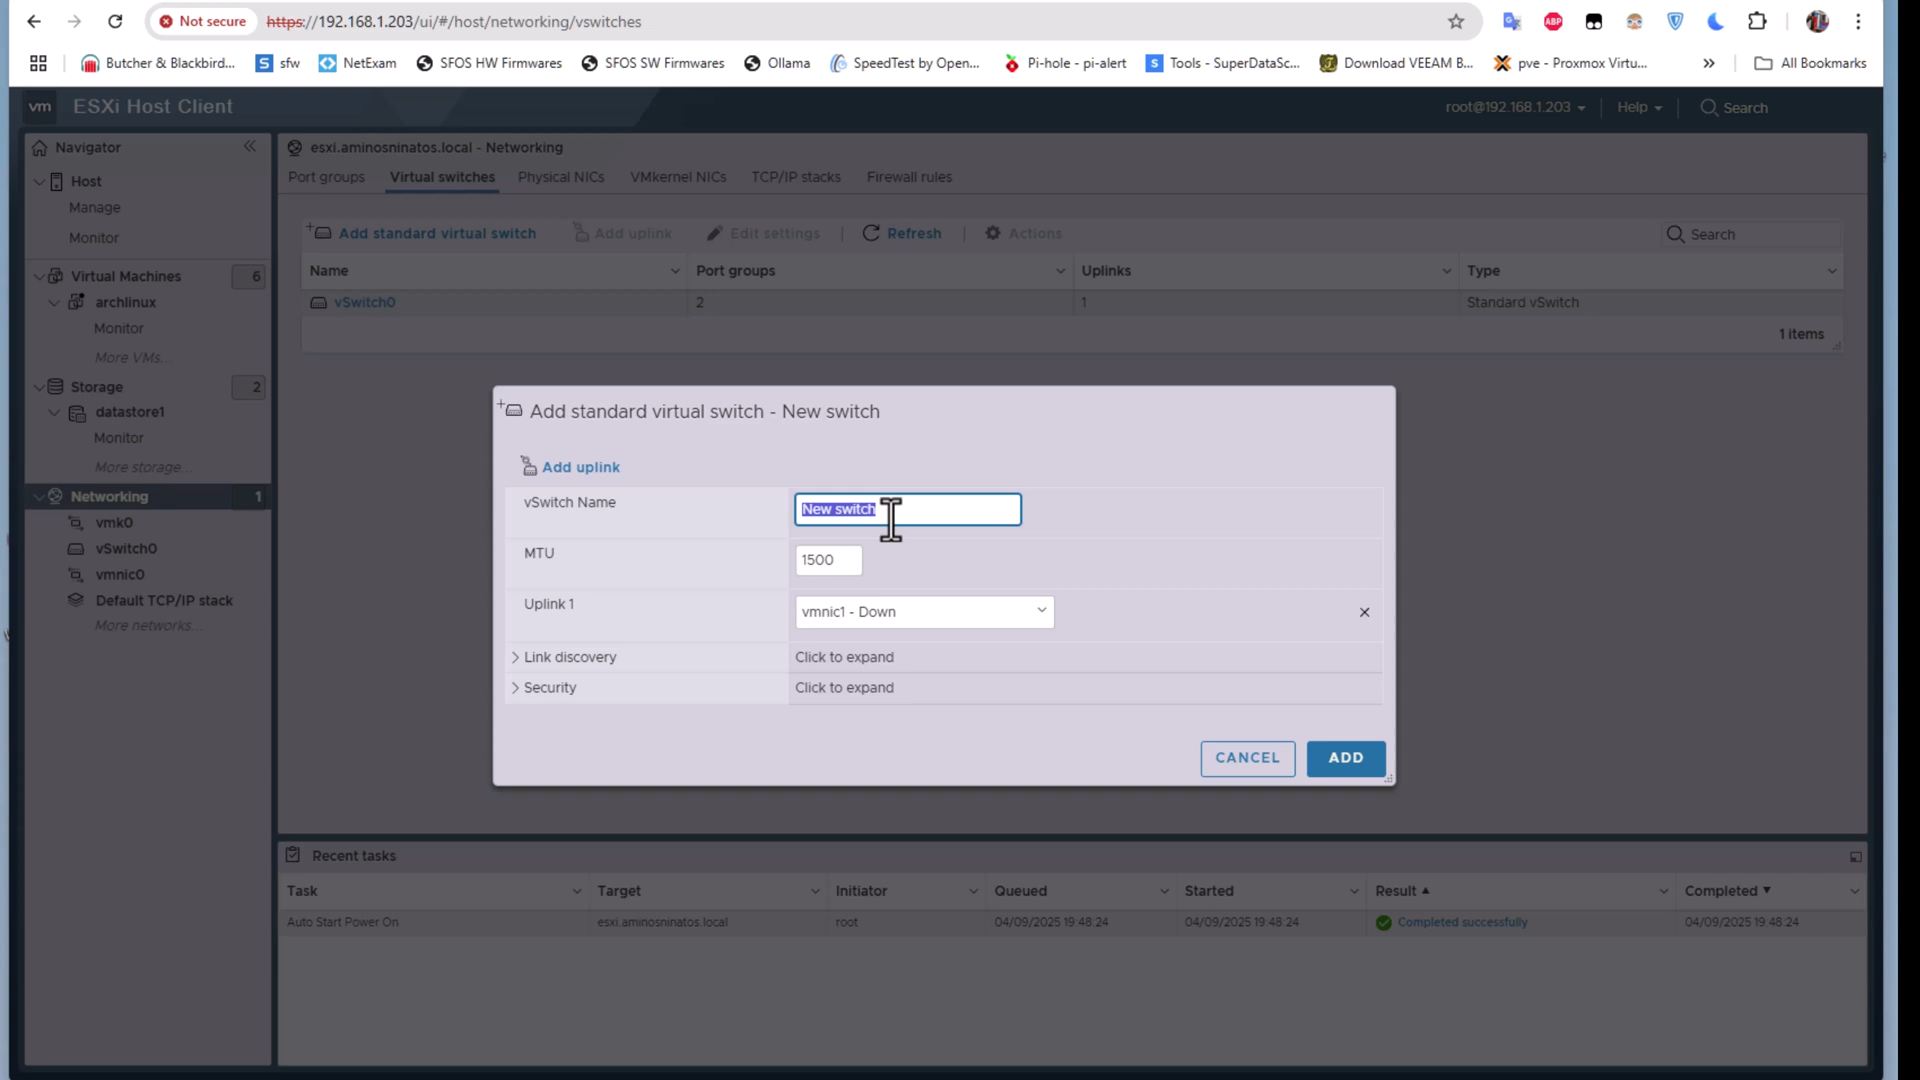 Not secure
https://192.168.1.203/ui/#/host/networking/vswitches
ABP
Butcher & Blackbird...
S
sfw
NetExam
SFOS HW Firmwares
SFOS SW Firmwares
Ollama
SpeedTest by Open...
Pi-hole - pi-alert
S
Tools - SuperDataSc...
Download VEEAM B...
pve - Proxmox Virtu...
»
All Bookmarks
vm
ESXi Host Client
root@192.168.1.203
Help
Search
Navigator
Host
Manage
Monitor
Virtual Machines
6
archlinux
Monitor
More VMs...
Storage
2
datastore1
Monitor
More storage...
Networking
1
vmk0
vSwitch0
vmnic0
Default TCP/IP stack
More networks...
esxi.aminosninatos.local - Networking
Port groups
Virtual switches
Physical NICs
VMkernel NICs
TCP/IP stacks
Firewall rules
Add standard virtual switch
Add uplink
Edit settings
Refresh
Actions
Search
Name
Port groups
Uplinks
Type
vSwitch0
2
1
Standard vSwitch
1 items
Add standard virtual switch - New switch
Add uplink
vSwitch Name
New switch
MTU
1500
Uplink 1
vmnic1 - Down
Link discovery
Click to expand
Security
Click to expand
CANCEL
ADD
Recent tasks
Task
Target
Initiator
Queued
Started
Result
Completed
Auto Start Power On
esxi.aminosninatos.local
root
04/09/2025 19:48:24
04/09/2025 19:48:24
Completed successfully
04/09/2025 19:48:24